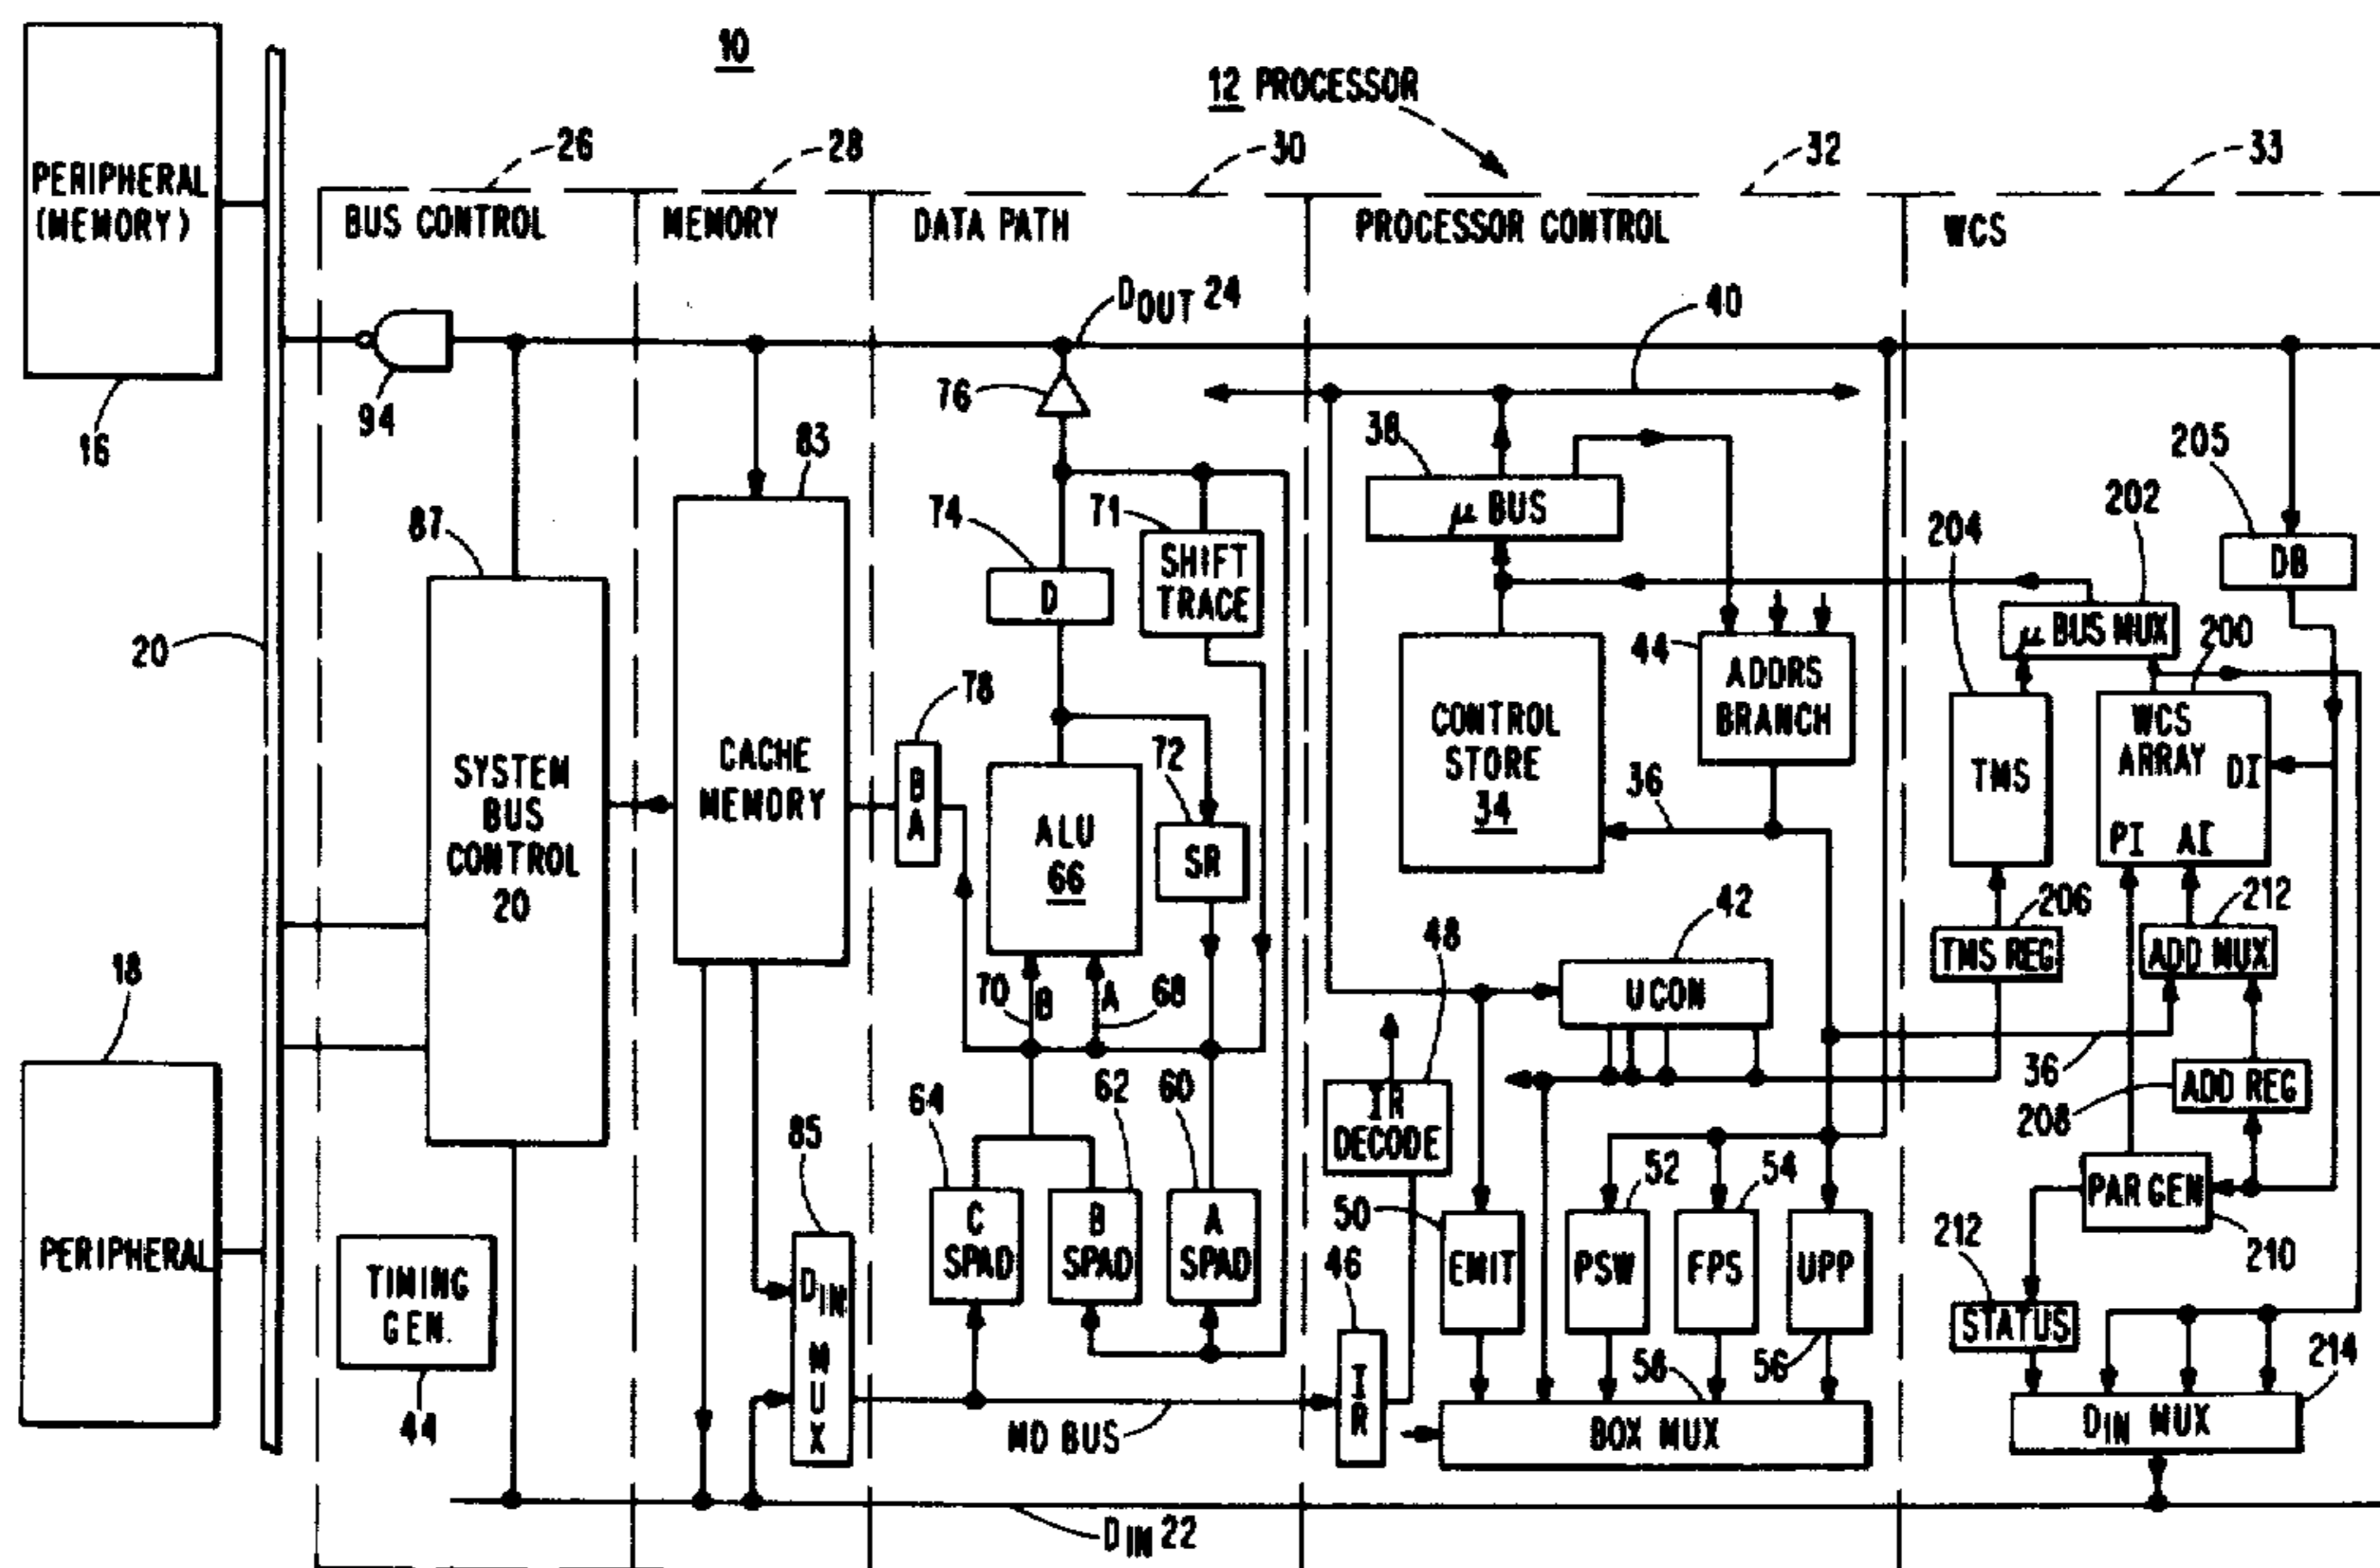 10
12 PROCESSOR
PERIPHERAL
(MEMORY)
16
20
18
PERIPHERAL
26
BUS CONTROL
94
87
SYSTEM
BUS
CONTROL
20
TIMING
GEN.
44
28
MEMORY
83
CACHE
MEMORY
85
DIN
MUX
30
DATA PATH
DOUT 24
76
74
D
71
SHIFT
TRACE
78
BA
ALU
66
72
SR
70
B
A
68
64
62
60
C
SPAD
B
SPAD
A
SPAD
MD BUS
DIN 22
32
PROCESSOR CONTROL
40
38
μ BUS
CONTROL
STORE
34
44
ADDRS
BRANCH
36
42
U CON
48
IR
DECODE
46
IR
50
EMIT
52
PSW
54
FPS
56
UPP
58
BOX MUX
33
WCS
205
DB
202
μ BUS MUX
204
TMS
200
WCS
ARRAY
DI
PI
AI
206
TMS REG
212
ADD MUX
36
208
ADD REG
PAR GEN
210
212
STATUS
214
DIN MUX